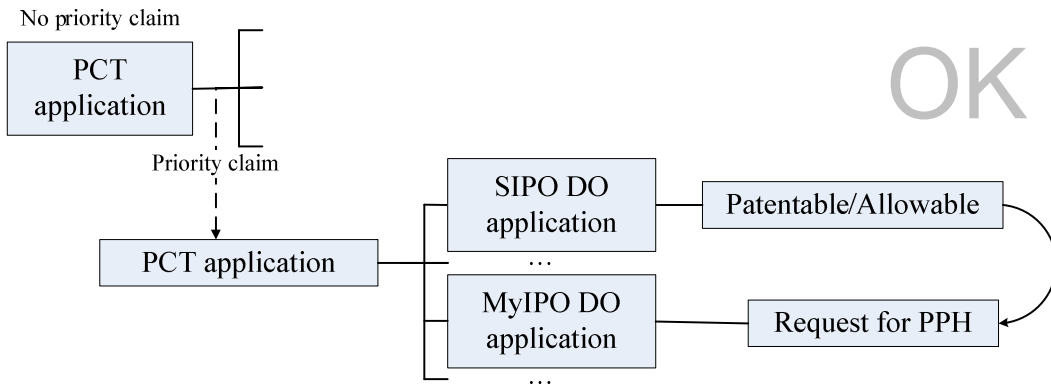 No priority claim
PCT
application
OK
Priority claim
SIPO DO
application
Patentable/Allowable
PCT application
…
MyIPO DO
application
Request for PPH
…